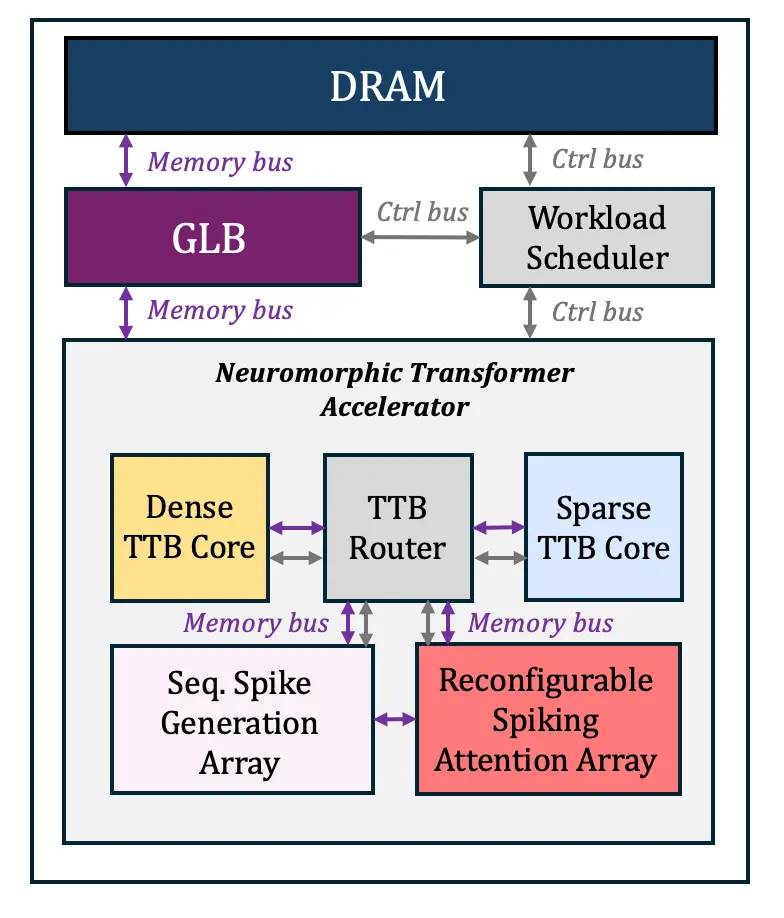 DRAM
Memory bus
Ctrl bus
GLB
Ctrl bus
Workload
Scheduler
Memory bus
Ctrl bus
Neuromorphic Transformer
Accelerator
Dense
TTB Core
TTB
Router
Sparse
TTB Core
Memory bus
Memory bus
Seq. Spike
Generation
Array
Reconfigurable
Spiking
Attention Array